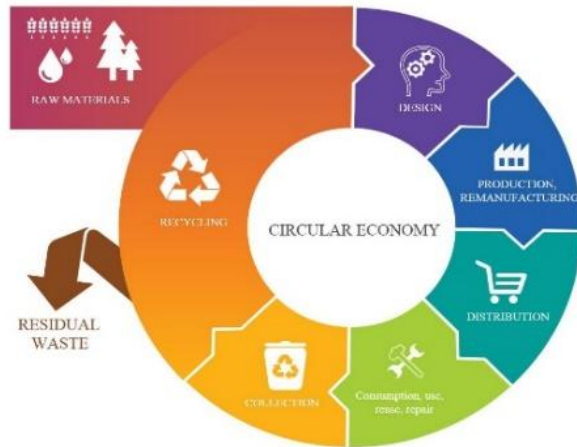 RAW MATERIALS
DESIGN
PRODUCTION,
REMANUFACTURING
DISTRIBUTION
Consumption, use,
reuse, repair
COLLECTION
RECYCLING
RESIDUAL
WASTE
CIRCULAR ECONOMY